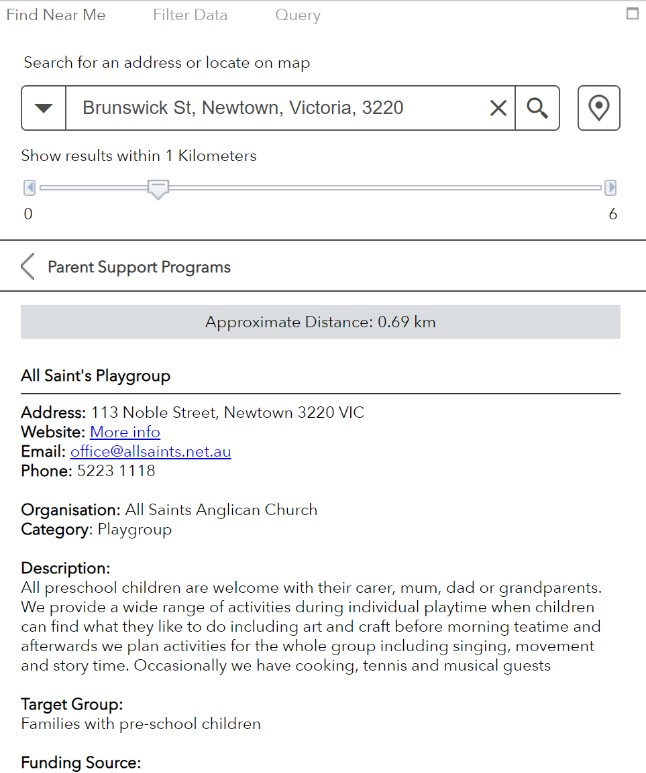 Find Near Me Filter Data Query
Search for an address or locate on map
Brunswick St, Newtown, Victoria, 3220
Show results within 1 Kilometers
0 6
Parent Support Programs
Approximate Distance: 0.69 km
All Saint's Playgroup
Address: 113 Noble Street, Newtown 3220 VIC
Website: More info
Email: office@allsaints.net.au
Phone: 5223 1118
Organisation: All Saints Anglican Church
Category: Playgroup
Description:
All preschool children are welcome with their carer, mum, dad or grandparents.
We provide a wide range of activities during individual playtime when children
can find what they like to do including art and craft before morning teatime and
afterwards we plan activities for the whole group including singing, movement
and story time. Occasionally we have cooking, tennis and musical guests
Target Group:
Families with pre-school children
Funding Source: